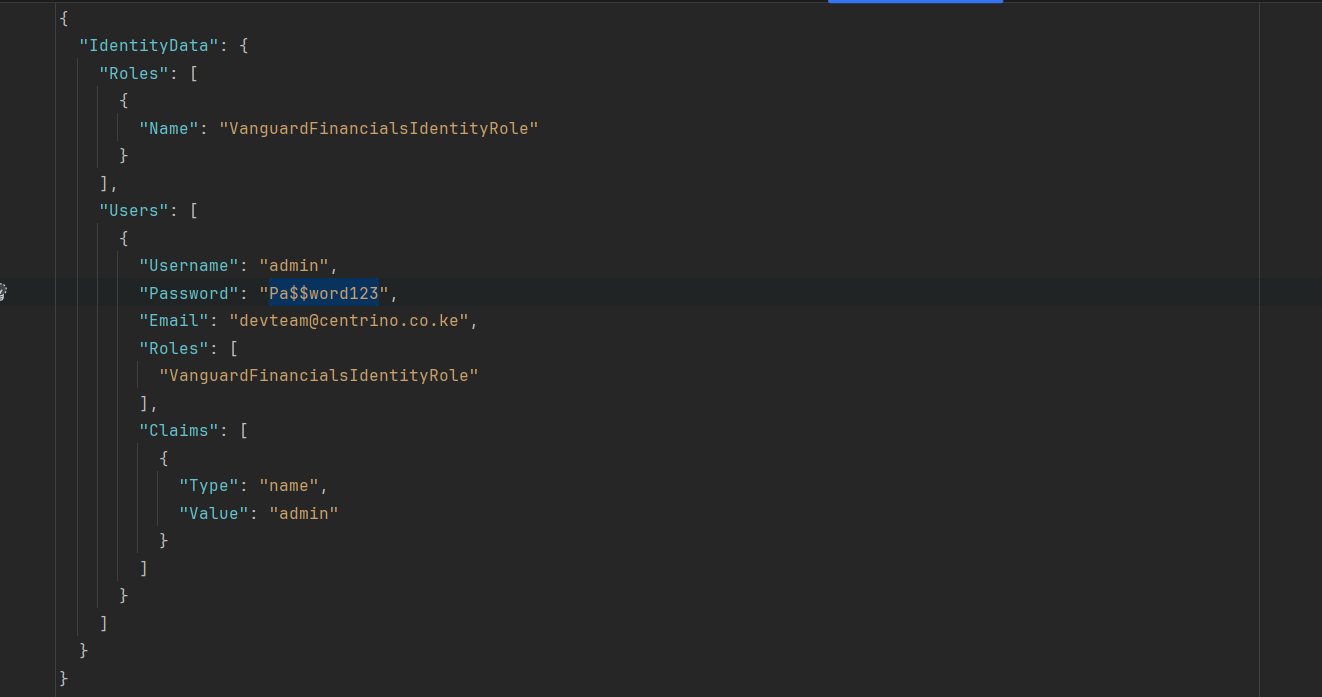 {
"IdentityData": {
"Roles": [
{
"Name": "VanguardFinancialsIdentityRole"
}
],
"Users": [
{
"Username": "admin",
"Password": "Pa$$word123",
"Email": "devteam@centrino.co.ke",
"Roles": [
"VanguardFinancialsIdentityRole"
],
"Claims": [
{
"Type": "name",
"Value": "admin"
}
]
}
]
}
}